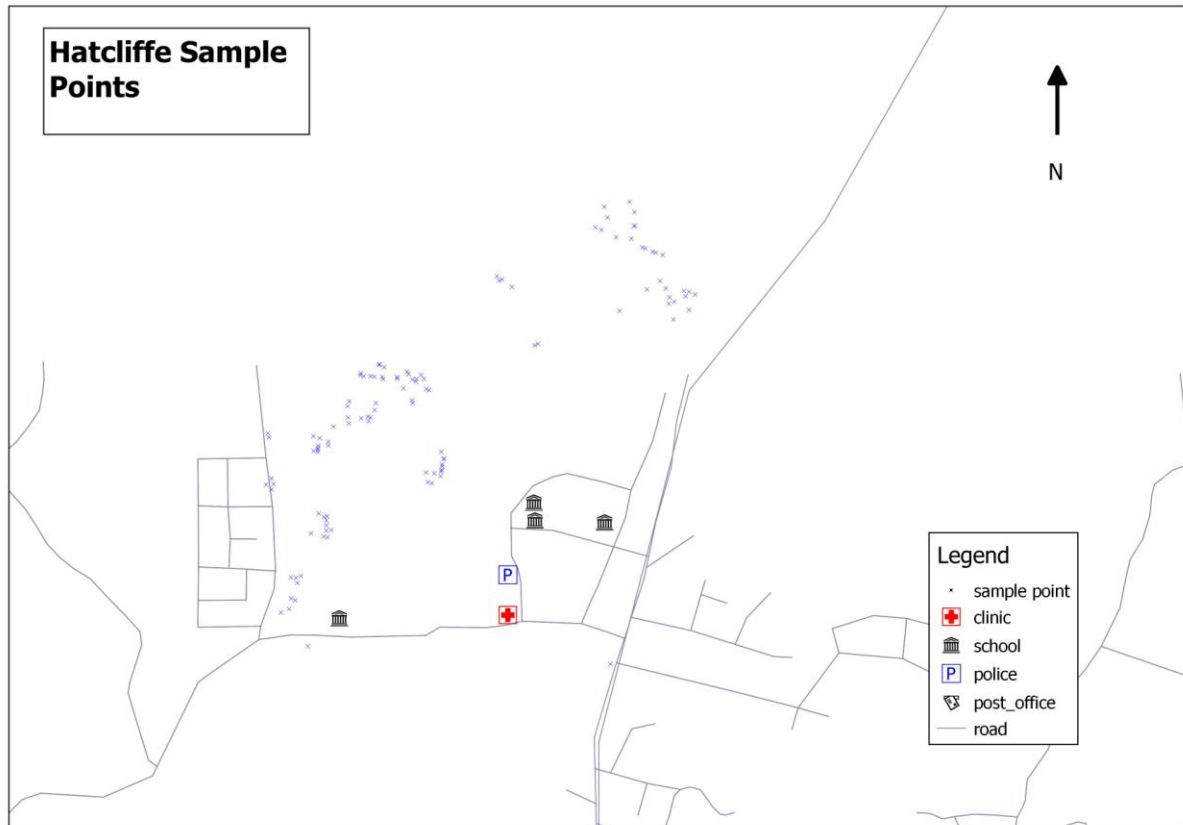 Hatcliffe Sample
Points
N
P
Legend
sample point
clinic
school
P police
post_office
road